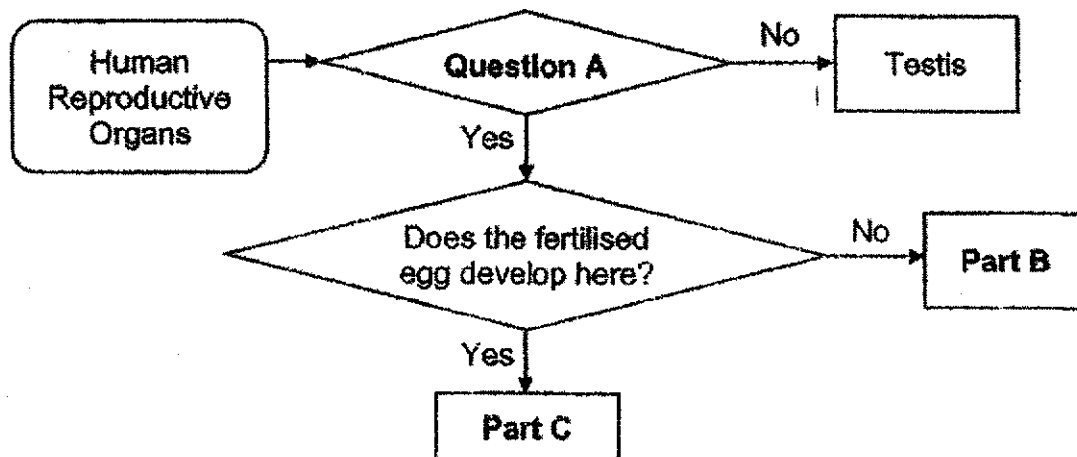 Human
Reproductive
Organs
Question A
No
Testis
Yes
Does the fertilised
egg develop here?
No
Part B
Yes
Part C